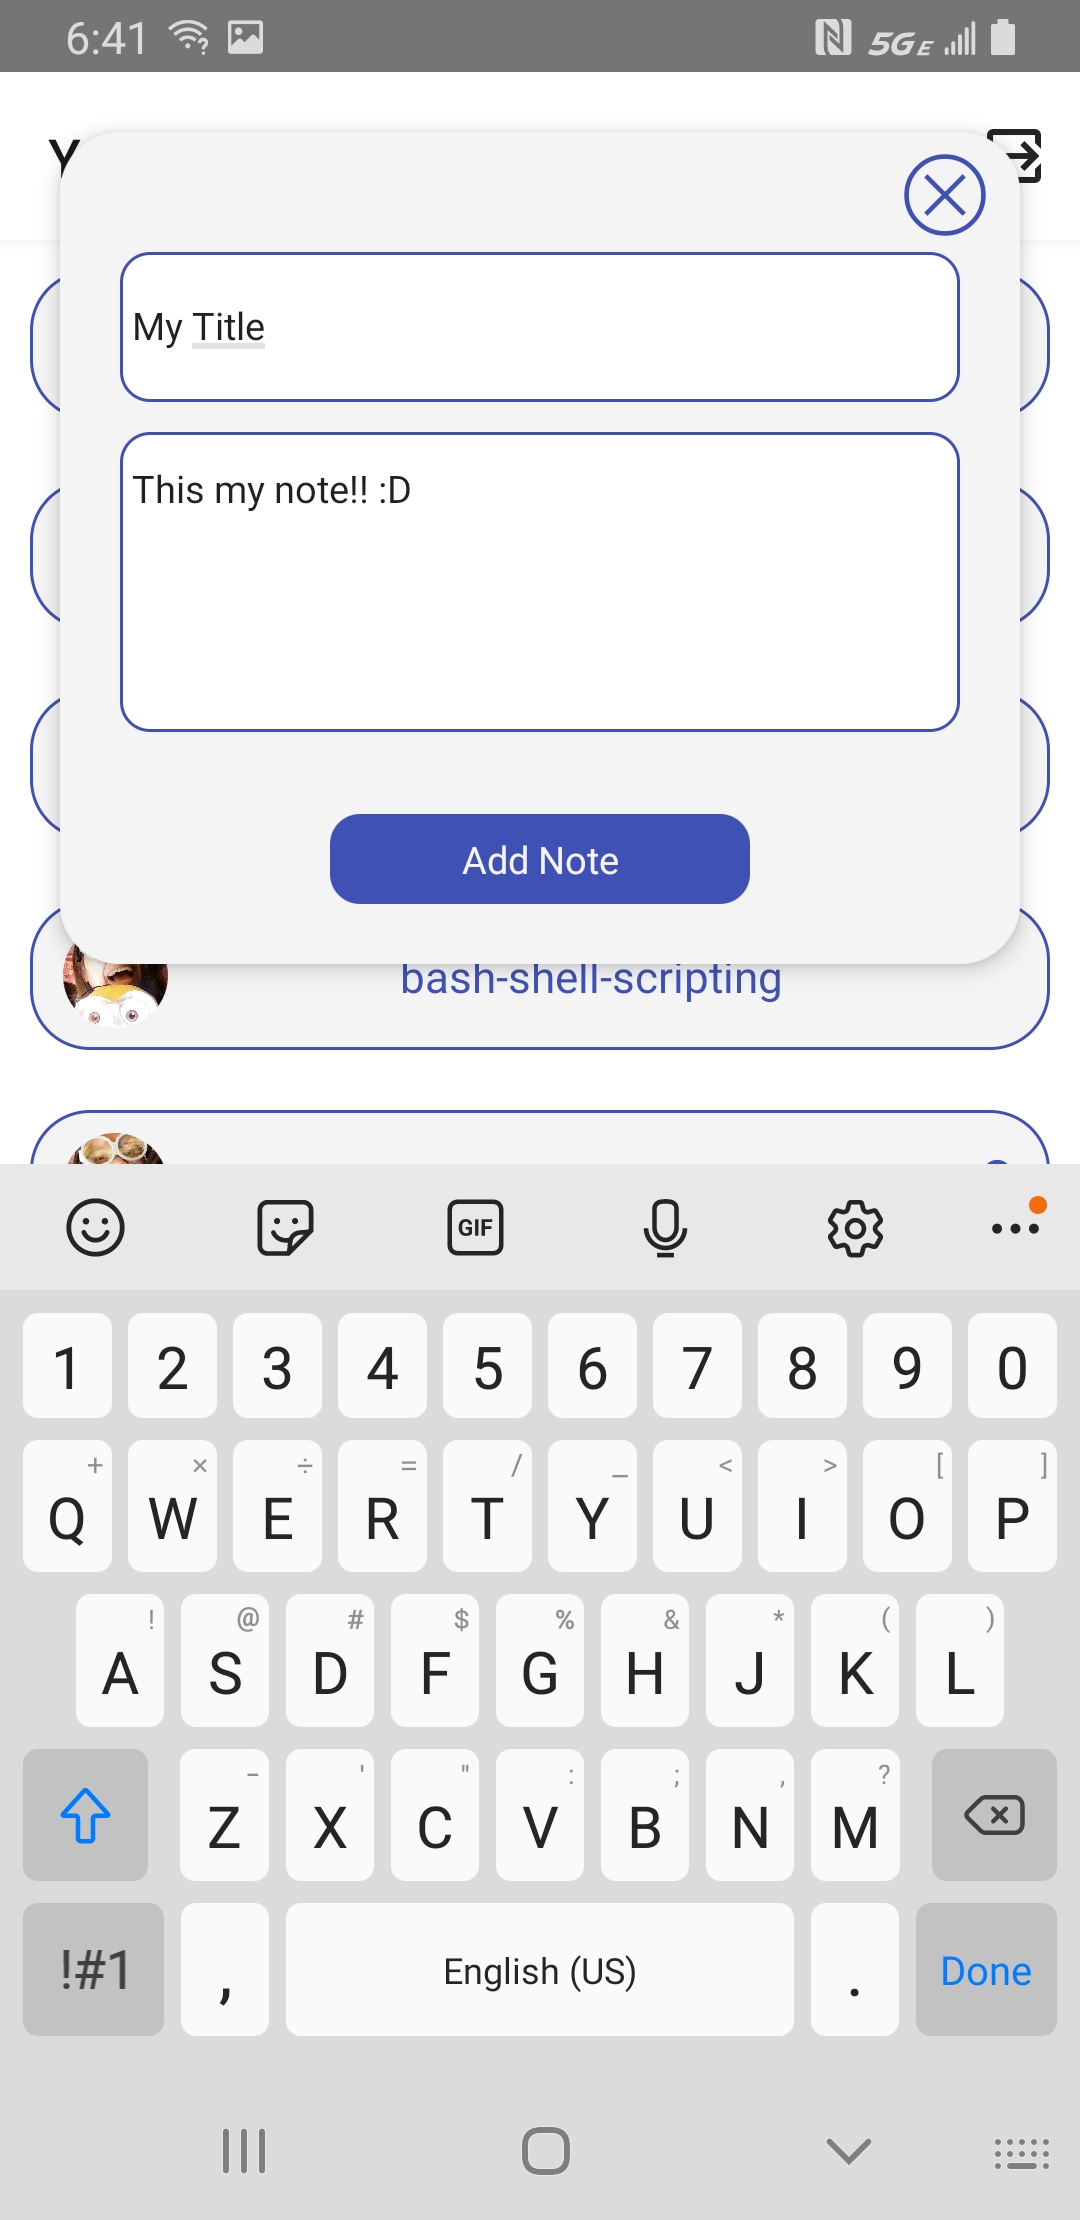 6:41
5G E
Y
My Title
This my note!! :D
Add Note
bash-shell-scripting
GIF
1 2 3 4 5 6 7 8 9 0
+ × ÷ = / _ < > [ ]
Q W E R T Y U I O P
! @ # $ % & * ( )
A S D F G H J K L
- ' " : ; , ?
Z X C V B N M
!#1 , English (US) . Done